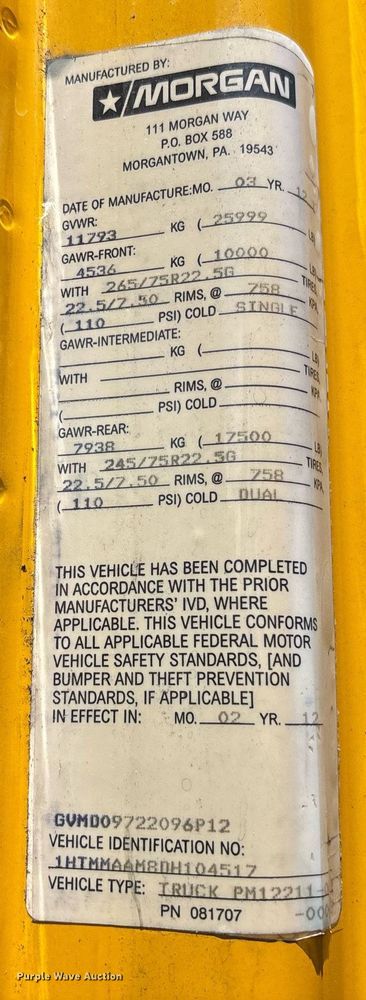 MANUFACTURED BY:
MORGAN
111 MORGAN WAY
P.O. BOX 588
MORGANTOWN, PA. 19543
DATE OF MANUFACTURE: MO. 03 YR. 12
GVWR:
11793 KG ( 25999 LB)
GAWR-FRONT:
4536 KG ( 10000 LB)
WITH 265/75R22.5G TIRES,
22.5/7.50 RIMS, @ 758 KPA
( 110 PSI) COLD SINGLE
GAWR-INTERMEDIATE:
KG ( LB)
WITH TIRES,
RIMS, @ KPA
( PSI) COLD
GAWR-REAR:
7938 KG ( 17500 LB)
WITH 245/75R22.5G TIRES,
22.5/7.50 RIMS, @ 758 KPA
( 110 PSI) COLD DUAL
THIS VEHICLE HAS BEEN COMPLETED
IN ACCORDANCE WITH THE PRIOR
MANUFACTURERS' IVD, WHERE
APPLICABLE. THIS VEHICLE CONFORMS
TO ALL APPLICABLE FEDERAL MOTOR
VEHICLE SAFETY STANDARDS, [AND
BUMPER AND THEFT PREVENTION
STANDARDS, IF APPLICABLE]
IN EFFECT IN: MO. 02 YR. 12
GVMD09722096P12
VEHICLE IDENTIFICATION NO:
1HTMMAAM8DH104517
VEHICLE TYPE: TRUCK PM12211-
PN 081707
Purple Wave Auction